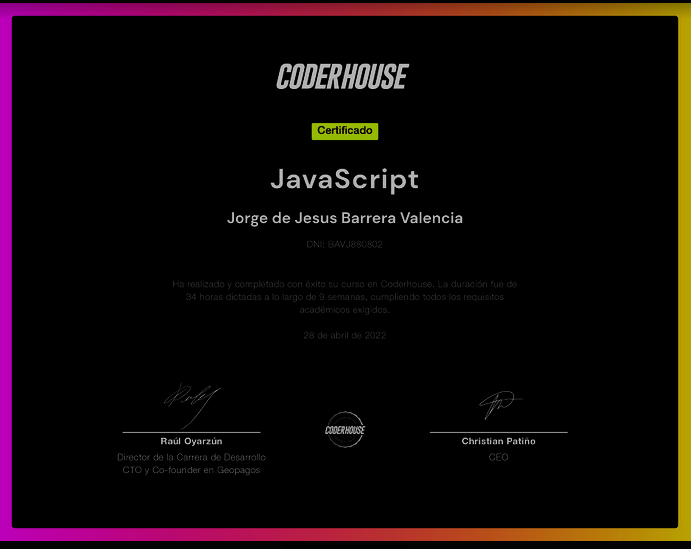 CODERHOUSE
Certificado
JavaScript
Jorge de Jesus Barrera Valencia
DNI: BAVJ880802
Ha realizado y completado con éxito su curso en Coderhouse. La duración fue de
34 horas dictadas a lo largo de 9 semanas, cumpliendo todos los requisitos
académicos exigidos.
28 de abril de 2022
CODERHOUSE
Raúl Oyarzún
Christian Patiño
Director de la Carrera de Desarrollo
CEO
CTO y Co-founder en Geopagos